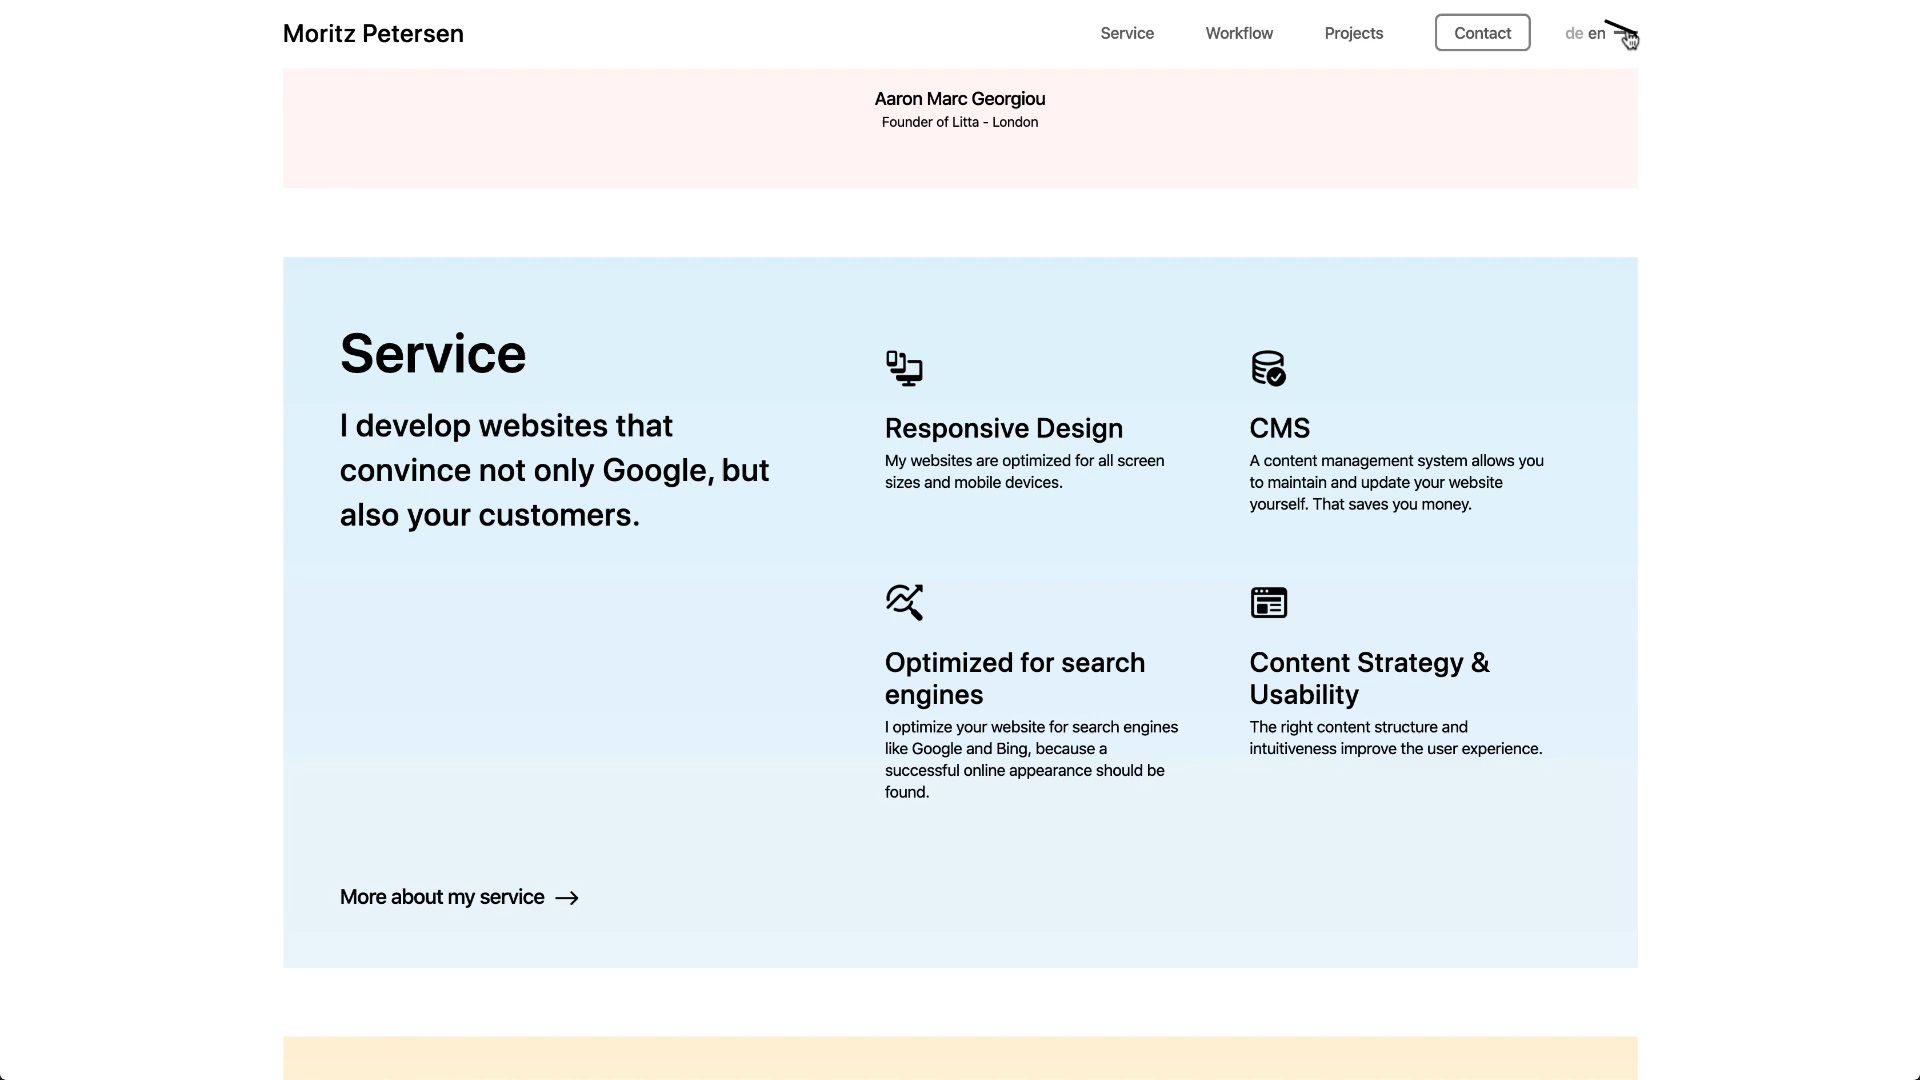 Moritz Petersen
Service
Workflow
Projects
Contact
de en
Aaron Marc Georgiou
Founder of Litta - London
Service
I develop websites that
convince not only Google, but
also your customers.
Responsive Design
My websites are optimized for all screen
sizes and mobile devices.
CMS
A content management system allows you
to maintain and update your website
yourself. That saves you money.
Optimized for search
engines
I optimize your website for search engines
like Google and Bing, because a
successful online appearance should be
found.
Content Strategy &
Usability
The right content structure and
intuitiveness improve the user experience.
More about my service